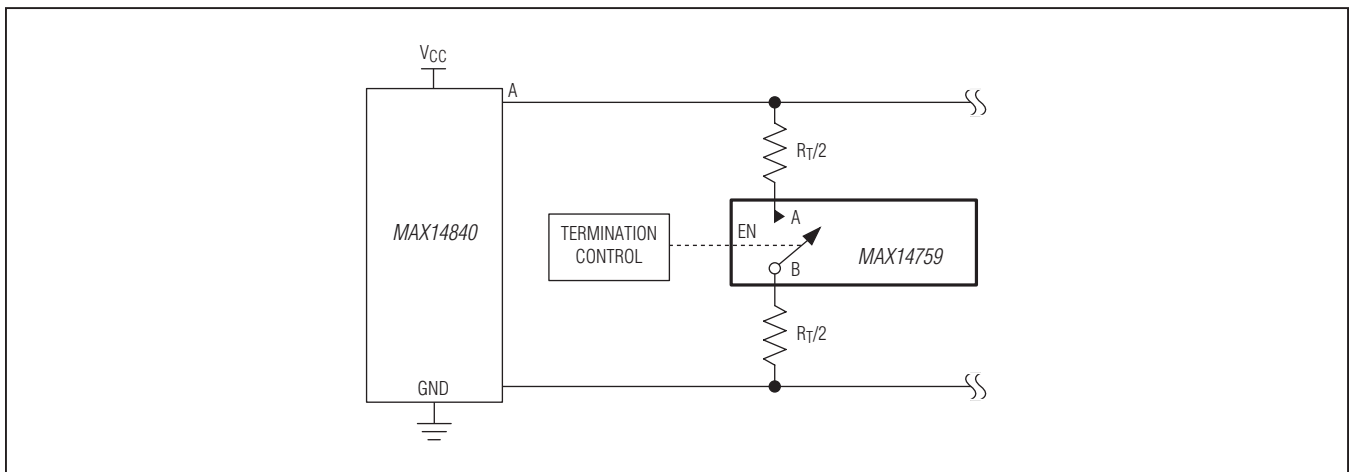 VCC
A
RT/2
A
MAX14840
TERMINATION
CONTROL
EN
MAX14759
B
RT/2
GND